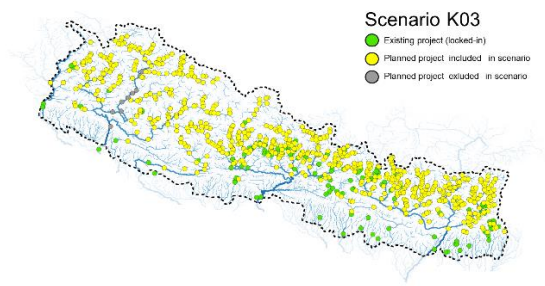 Scenario K03
Existing project (locked-in)
Planned project included in scenario
Planned project exluded in scenario